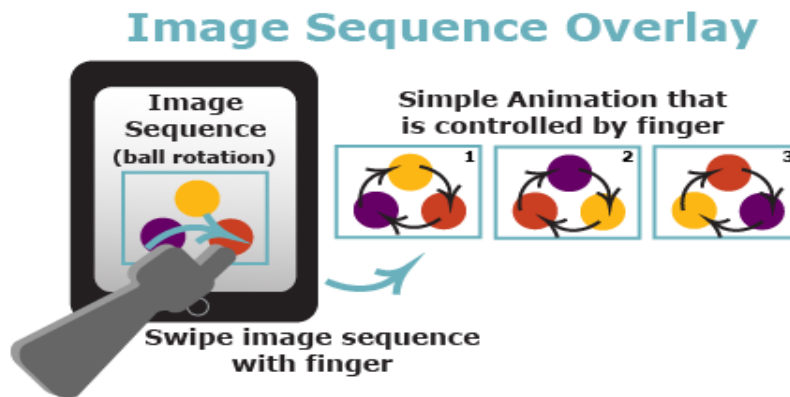 Image Sequence Overlay
Image
Sequence
(ball rotation)
Simple Animation that
is controlled by finger
1
2
3
Swipe image sequence
with finger